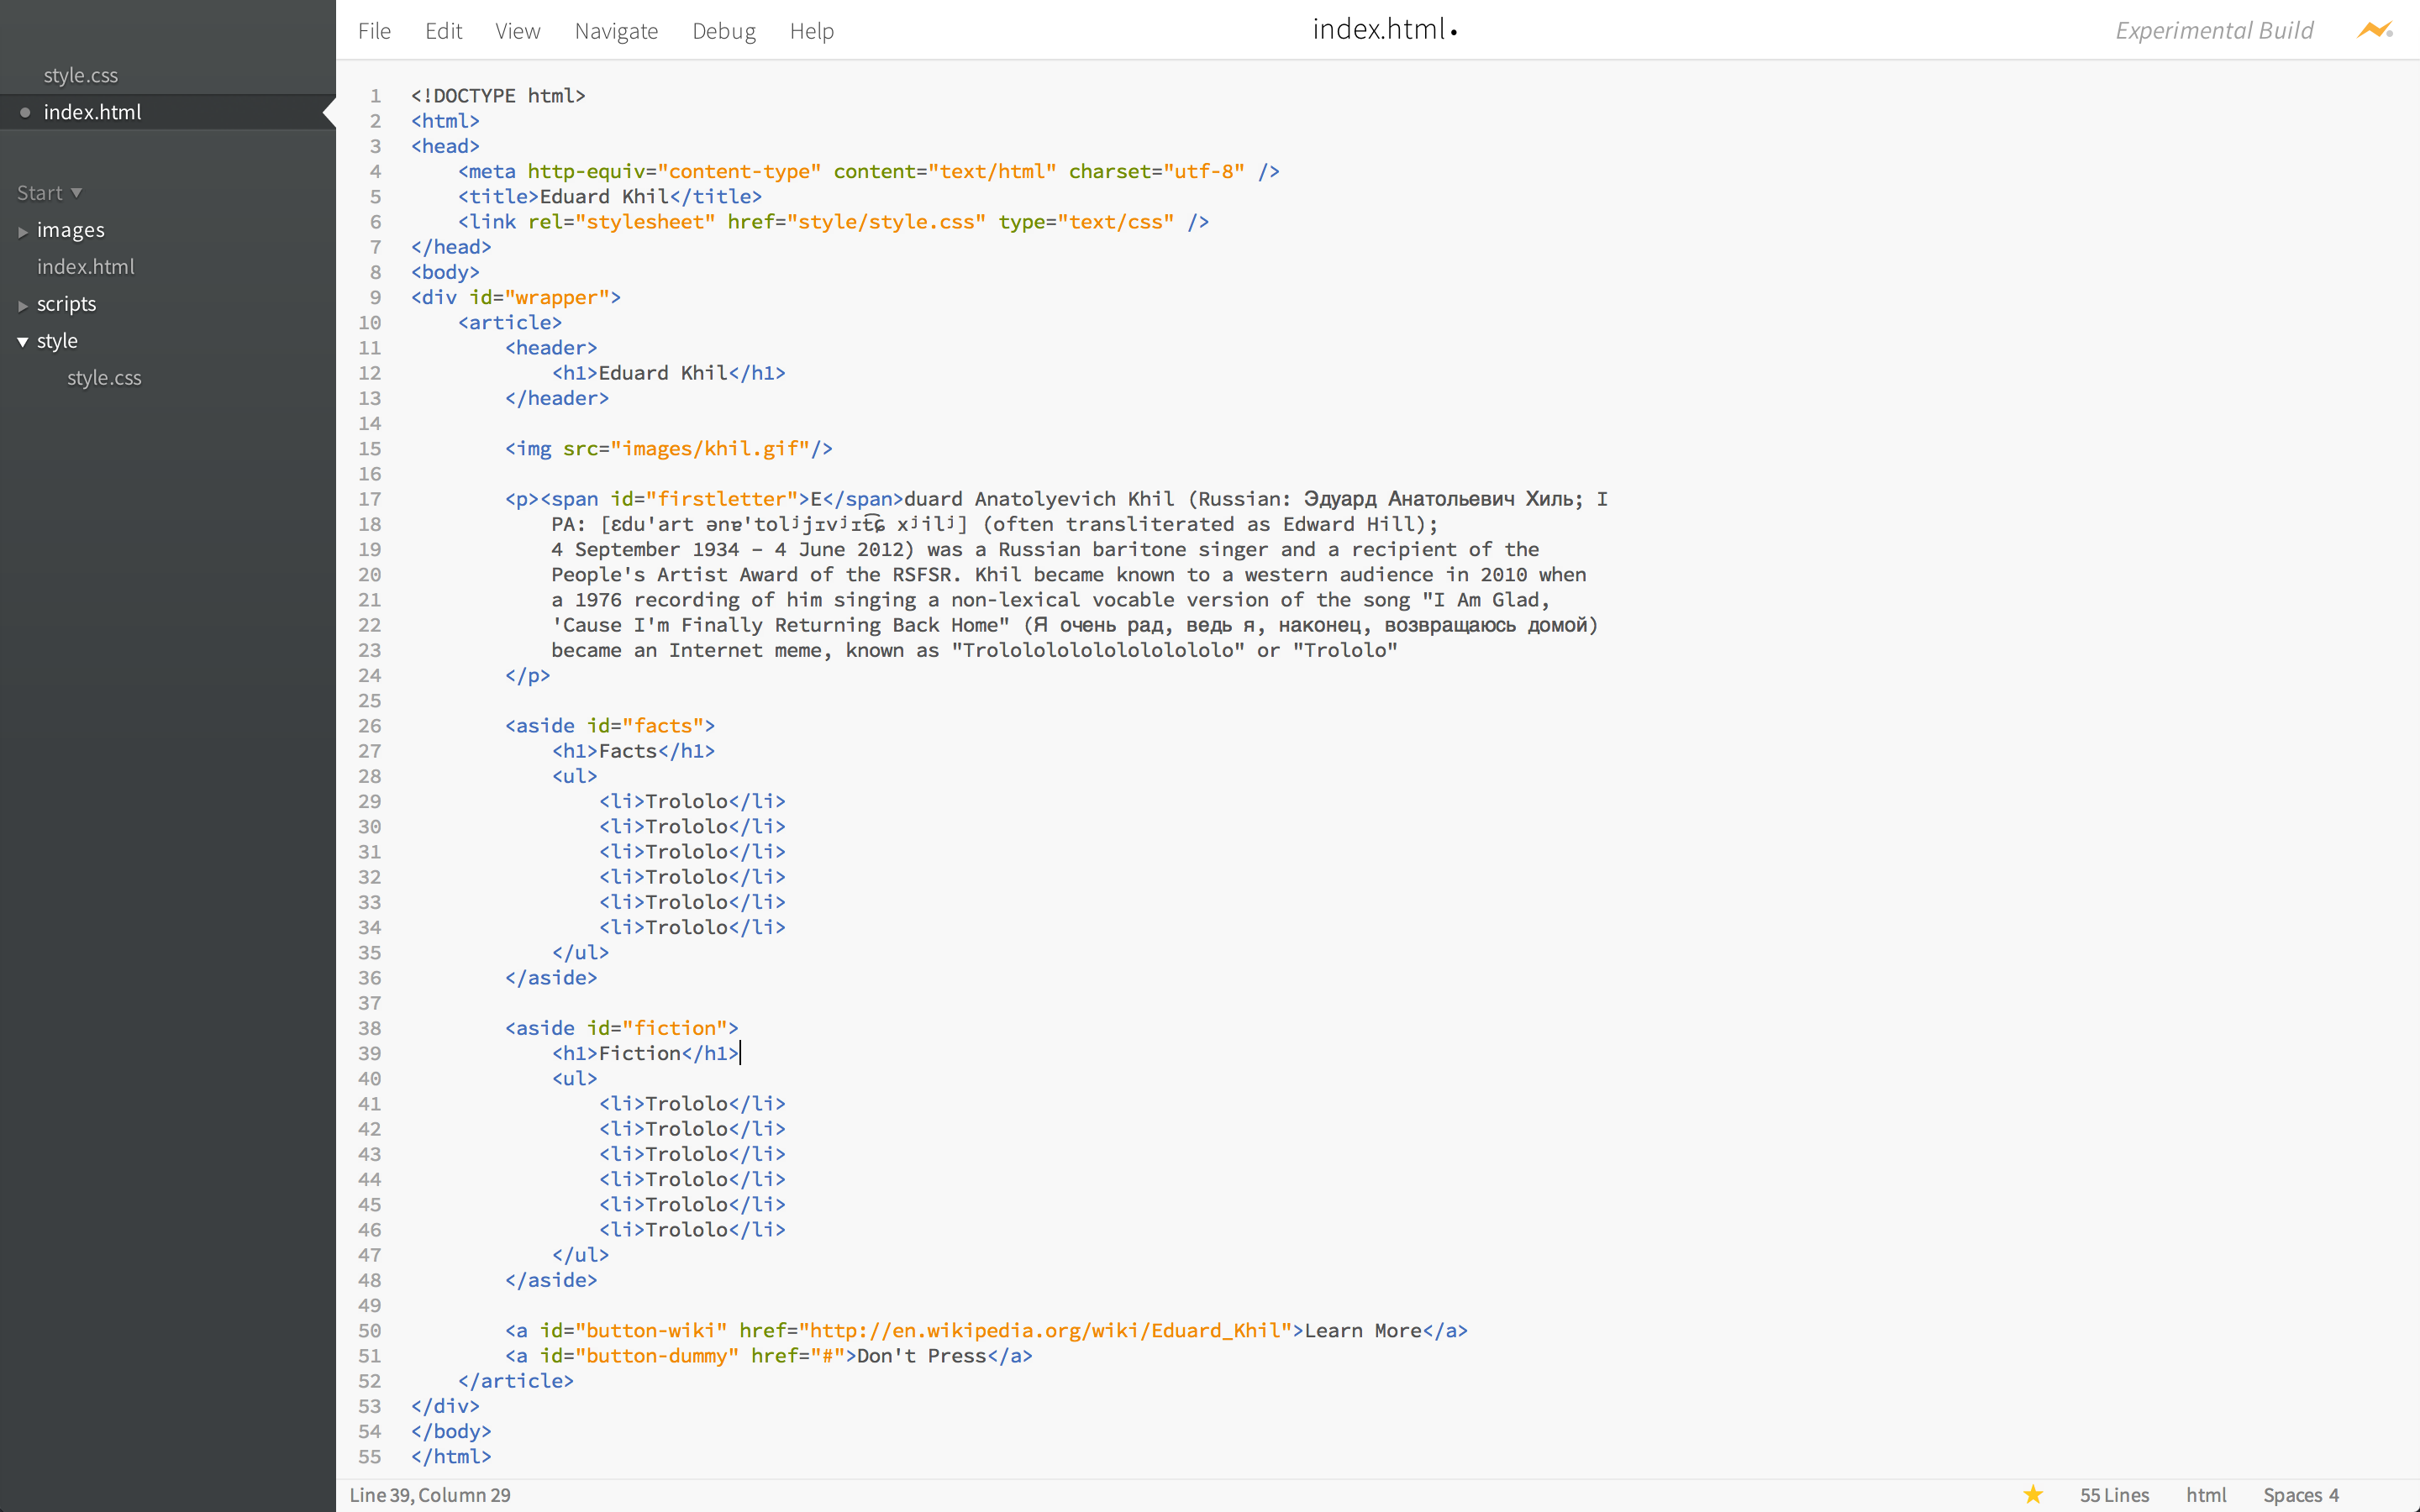 File Edit View Navigate Debug Help
index.html•
Experimental Build
style.css
index.html
Start
images
index.html
scripts
style
style.css
1 <!DOCTYPE html>
2 <html>
3 <head>
4 <meta http-equiv="content-type" content="text/html" charset="utf-8" />
5 <title>Eduard Khil</title>
6 <link rel="stylesheet" href="style/style.css" type="text/css" />
7 </head>
8 <body>
9 <div id="wrapper">
10 <article>
11 <header>
12 <h1>Eduard Khil</h1>
13 </header>
14
15 <img src="images/khil.gif"/>
16
17 <p><span id="firstletter">E</span>duard Anatolyevich Khil (Russian: Эдуард Анатольевич Хиль; I
18 PA: [ɛdu'art ənɐ'tolʲjɪvʲɪt͡ɕ xʲilʲ] (often transliterated as Edward Hill);
19 4 September 1934 – 4 June 2012) was a Russian baritone singer and a recipient of the
20 People's Artist Award of the RSFSR. Khil became known to a western audience in 2010 when
21 a 1976 recording of him singing a non-lexical vocable version of the song "I Am Glad,
22 'Cause I'm Finally Returning Back Home" (Я очень рад, ведь я, наконец, возвращаюсь домой)
23 became an Internet meme, known as "Trolololololololololo" or "Trololo"
24 </p>
25
26 <aside id="facts">
27 <h1>Facts</h1>
28 <ul>
29 <li>Trololo</li>
30 <li>Trololo</li>
31 <li>Trololo</li>
32 <li>Trololo</li>
33 <li>Trololo</li>
34 <li>Trololo</li>
35 </ul>
36 </aside>
37
38 <aside id="fiction">
39 <h1>Fiction</h1>
40 <ul>
41 <li>Trololo</li>
42 <li>Trololo</li>
43 <li>Trololo</li>
44 <li>Trololo</li>
45 <li>Trololo</li>
46 <li>Trololo</li>
47 </ul>
48 </aside>
49
50 <a id="button-wiki" href="http://en.wikipedia.org/wiki/Eduard_Khil">Learn More</a>
51 <a id="button-dummy" href="#">Don't Press</a>
52 </article>
53 </div>
54 </body>
55 </html>
Line 39, Column 29
55 Lines html Spaces 4